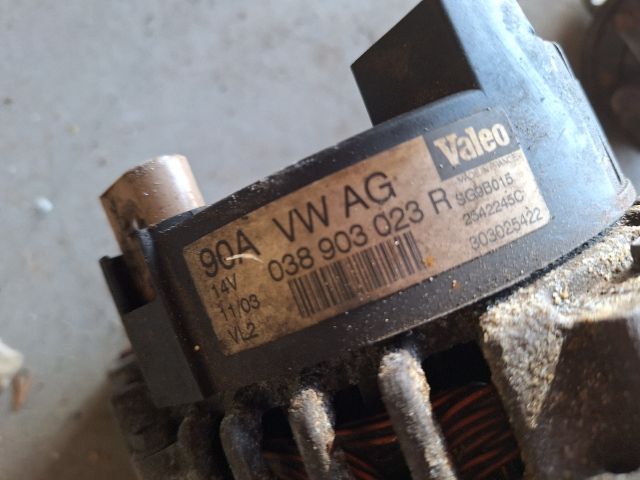 Valeo
90A VW AG
MADE IN FRANCE
14V 038 903 023 R SG9B015
11/03 2542245C
VL2 303025422